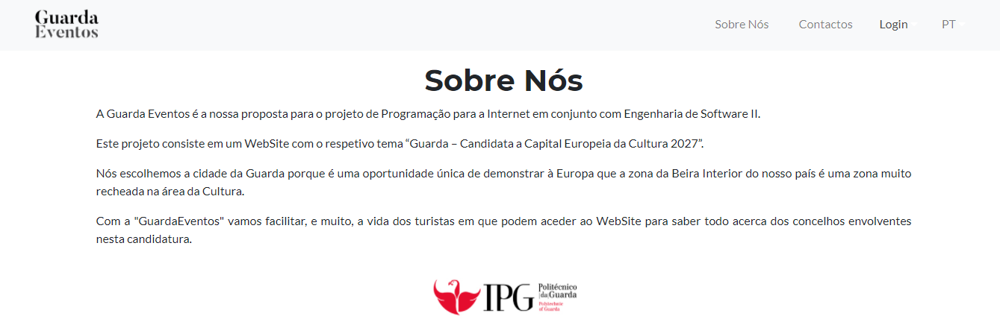 Guarda
Eventos
Sobre Nós
Contactos
Login
PT
Sobre Nós
A Guarda Eventos é a nossa proposta para o projeto de Programação para a Internet em conjunto com Engenharia de Software II.
Este projeto consiste em um WebSite com o respetivo tema “Guarda – Candidata a Capital Europeia da Cultura 2027”.
Nós escolhemos a cidade da Guarda porque é uma oportunidade única de demonstrar à Europa que a zona da Beira Interior do nosso país é uma zona muito
recheada na área da Cultura.
Com a "GuardaEventos" vamos facilitar, e muito, a vida dos turistas em que podem aceder ao WebSite para saber todo acerca dos concelhos envolventes
nesta candidatura.
IPG
Politécnico
|da|Guarda
Polytechnic
of Guarda